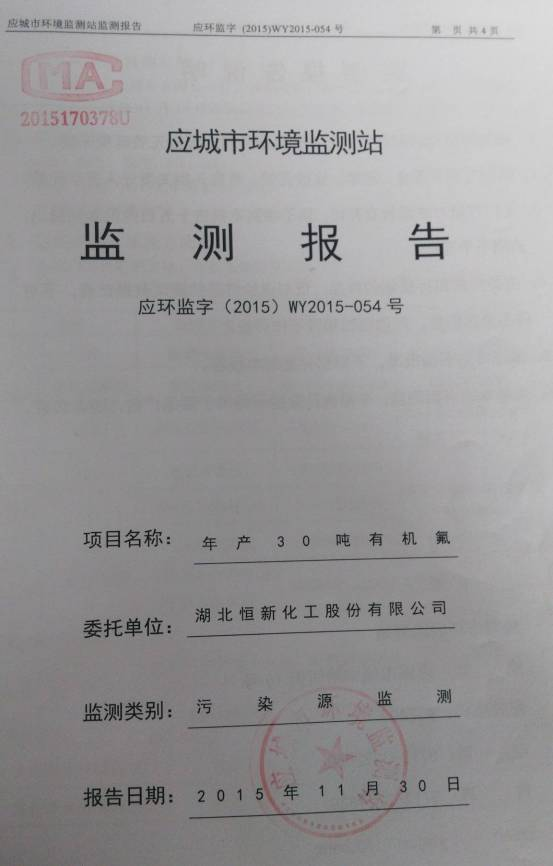 应城市环境监测站监测报告 应环监字 (2015)WY2015-054 号 第 页 共 4 页
MA
2015170378U
应城市环境监测站
监测报告
应环监字（2015）WY2015-054 号
项目名称： 年产30吨有机氟
委托单位： 湖北恒新化工股份有限公司
监测类别： 污染源监测
报告日期： 2015年11月30日